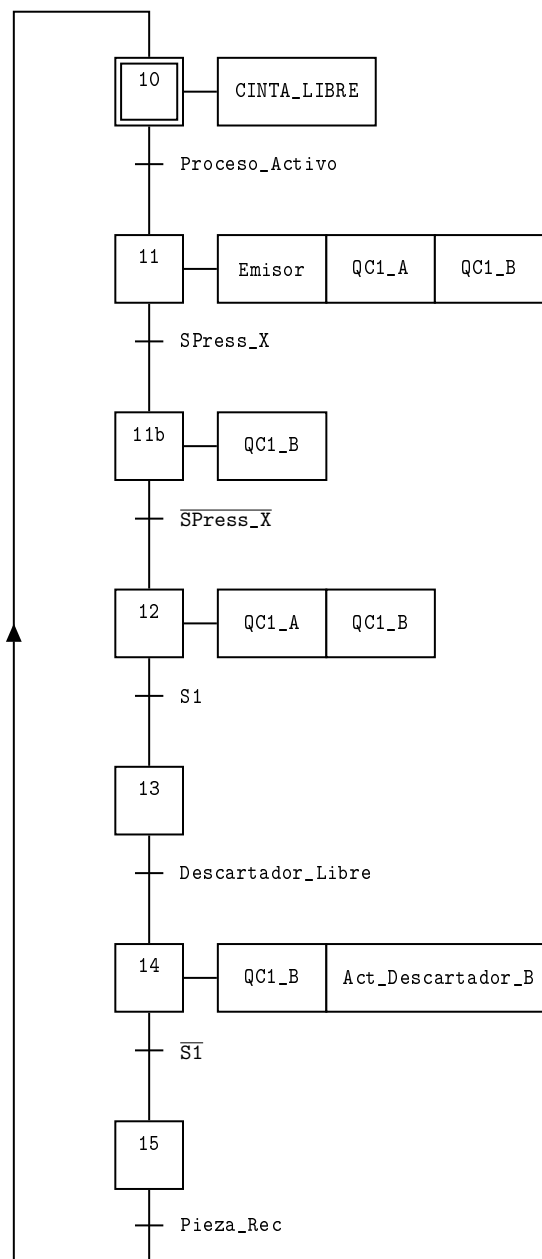 10
CINTA_LIBRE
Proceso_Activo
11
Emisor QC1_A QC1_B
SPress_X
11b
QC1_B
SPress_X
12
QC1_A QC1_B
S1
13
Descartador_Libre
14
QC1_B Act_Descartador_B
S1
15
Pieza_Rec